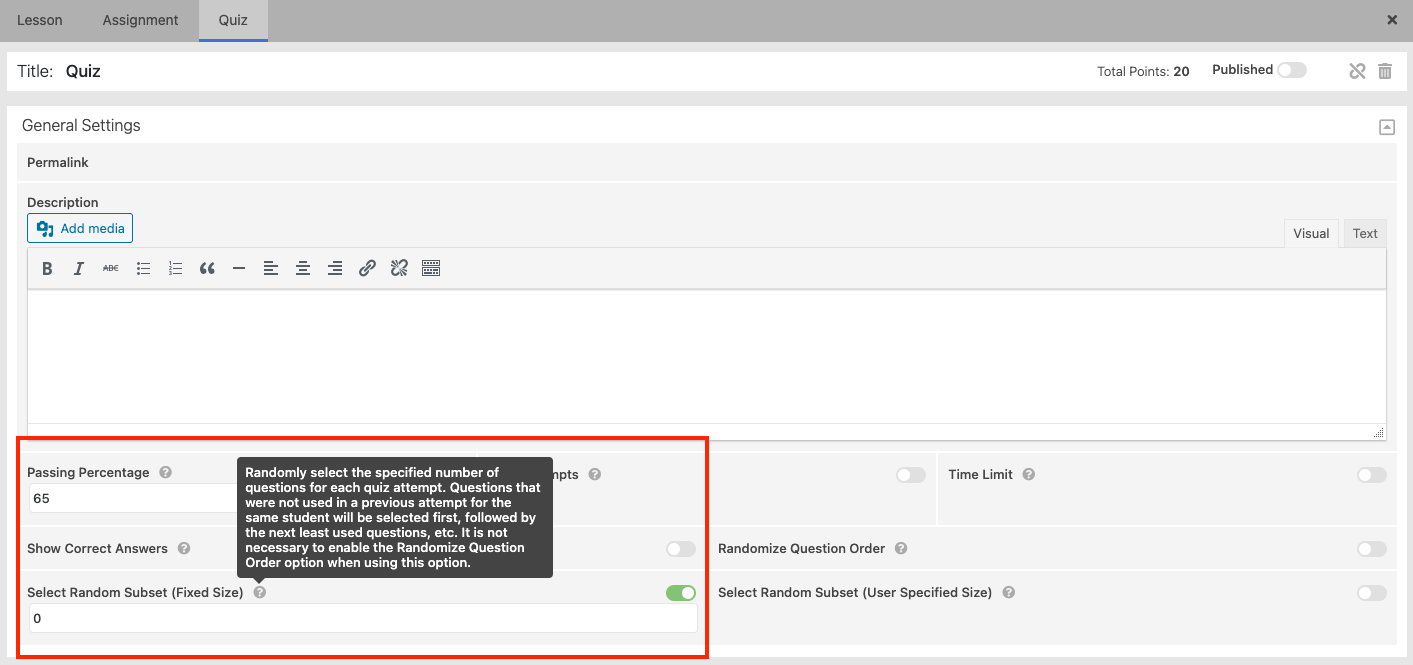 Lesson Assignment Quiz
Title: Quiz Total Points: 20 Published
General Settings
Permalink
Description
Add media
Visual Text
B I ABC
Passing Percentage
65
Randomly select the specified number of
questions for each quiz attempt. Questions that
were not used in a previous attempt for the
same student will be selected first, followed by
the next least used questions, etc. It is not
necessary to enable the Randomize Question
Order option when using this option.
Time Limit
Show Correct Answers
Randomize Question Order
Select Random Subset (Fixed Size)
0
Select Random Subset (User Specified Size)